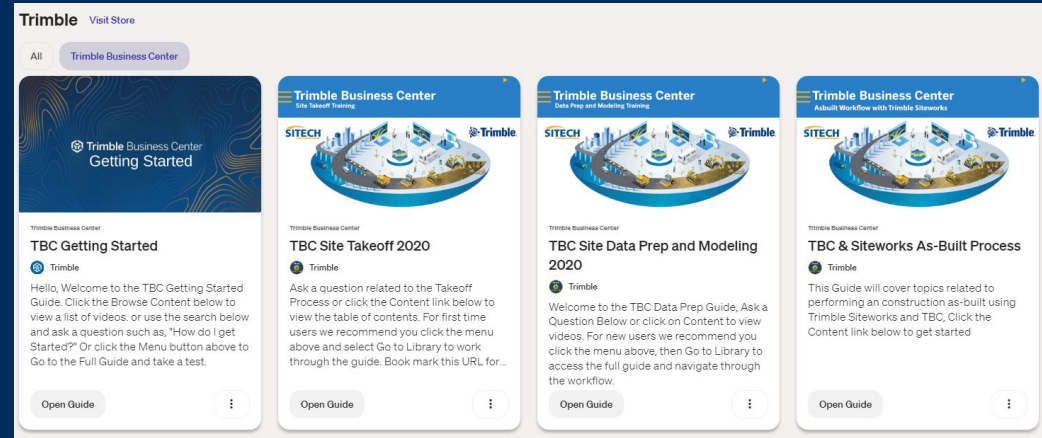 Trimble Visit Store
All Trimble Business Center
Trimble Business Center
Getting Started
Trimble Business Center
TBC Getting Started
Trimble
Hello, Welcome to the TBC Getting Started
Guide. Click the Browse Content below to
view a list of videos. or use the search below
and ask a question such as, "How do I get
Started?" Or click the Menu button above to
Go to the Full Guide and take a test.
Open Guide
Trimble Business Center
Site Takeoff Training
SITECH Trimble
Trimble Business Center
TBC Site Takeoff 2020
Trimble
Ask a question related to the Takeoff
Process or click the Content link below to
view the table of contents. For first time
users we recommend you click the menu
above and select Go to Library to work
through the guide. Book mark this URL for...
Open Guide
Trimble Business Center
Data Prep and Modeling Training
SITECH Trimble
Trimble Business Center
TBC Site Data Prep and Modeling
2020
Trimble
Welcome to the TBC Data Prep Guide, Ask a
Question Below or click on Content to view
videos. For new users we recommend you
click the menu above, then Go to Library to
access the full guide and navigate through
the workflow.
Open Guide
Trimble Business Center
Asbuilt Workflow with Trimble Siteworks
SITECH Trimble
Trimble Business Center
TBC & Siteworks As-Built Process
Trimble
This Guide will cover topics related to
performing an construction as-built using
Trimble Siteworks and TBC, Click the
Content link below to get started
Open Guide